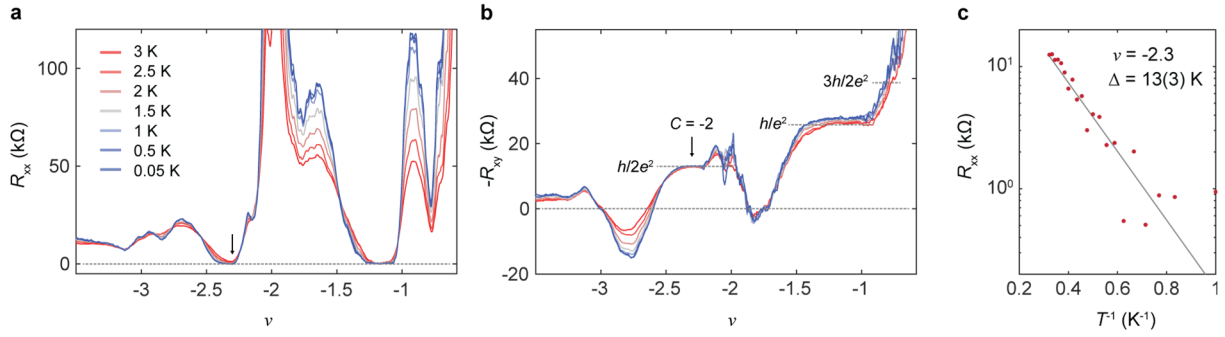 a
R_xx (kΩ)
100
50
0
3 K
2.5 K
2 K
1.5 K
1 K
0.5 K
0.05 K
-3
-2.5
-2
-1.5
-1
ν
b
-R_xy (kΩ)
40
20
0
-20
C = -2
h/2e²
h/e²
3h/2e²
-3
-2.5
-2
-1.5
-1
ν
c
R_xx (kΩ)
10¹
10⁰
ν = -2.3
Δ = 13(3) K
0.2
0.4
0.6
0.8
1
T⁻¹ (K⁻¹)